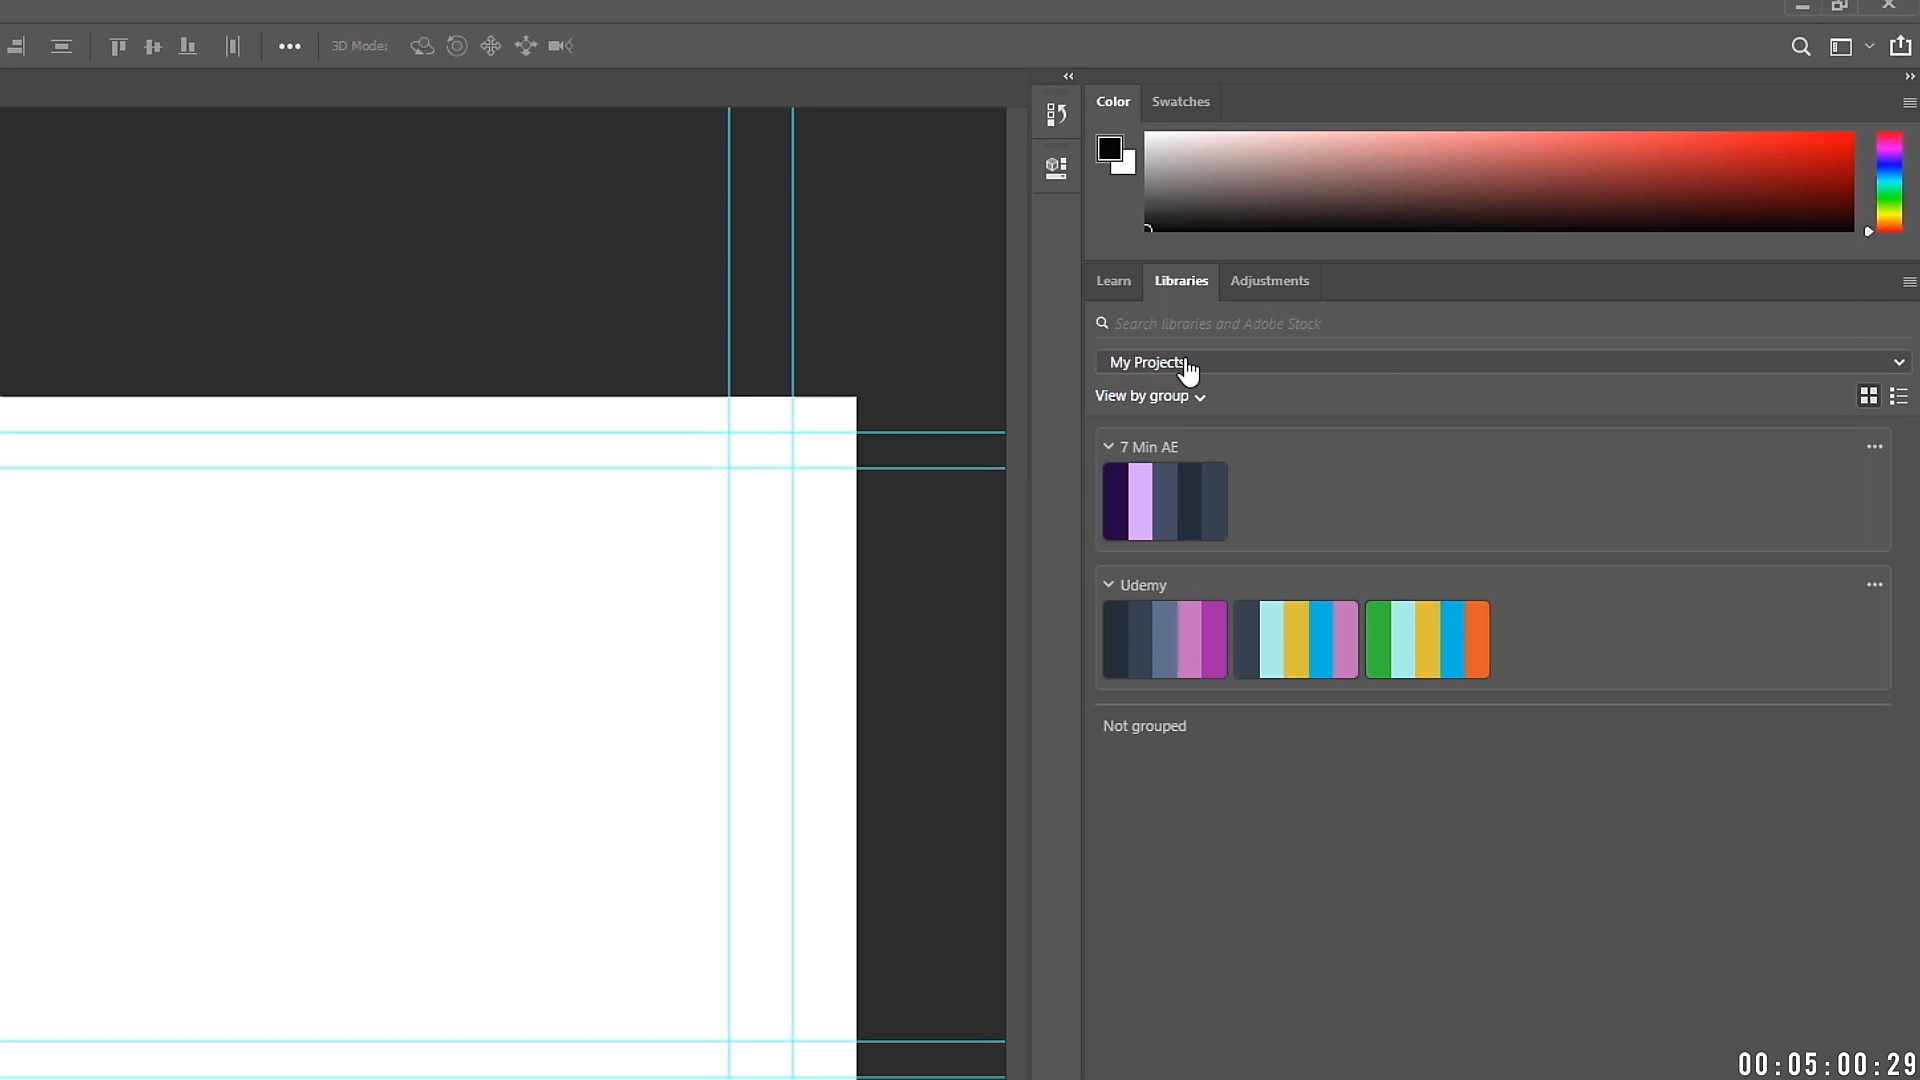 3D Mode:
Color
Swatches
Learn
Libraries
Adjustments
Search libraries and Adobe Stock
My Projects
View by group
7 Min AE
Udemy
Not grouped
00:05:00:29